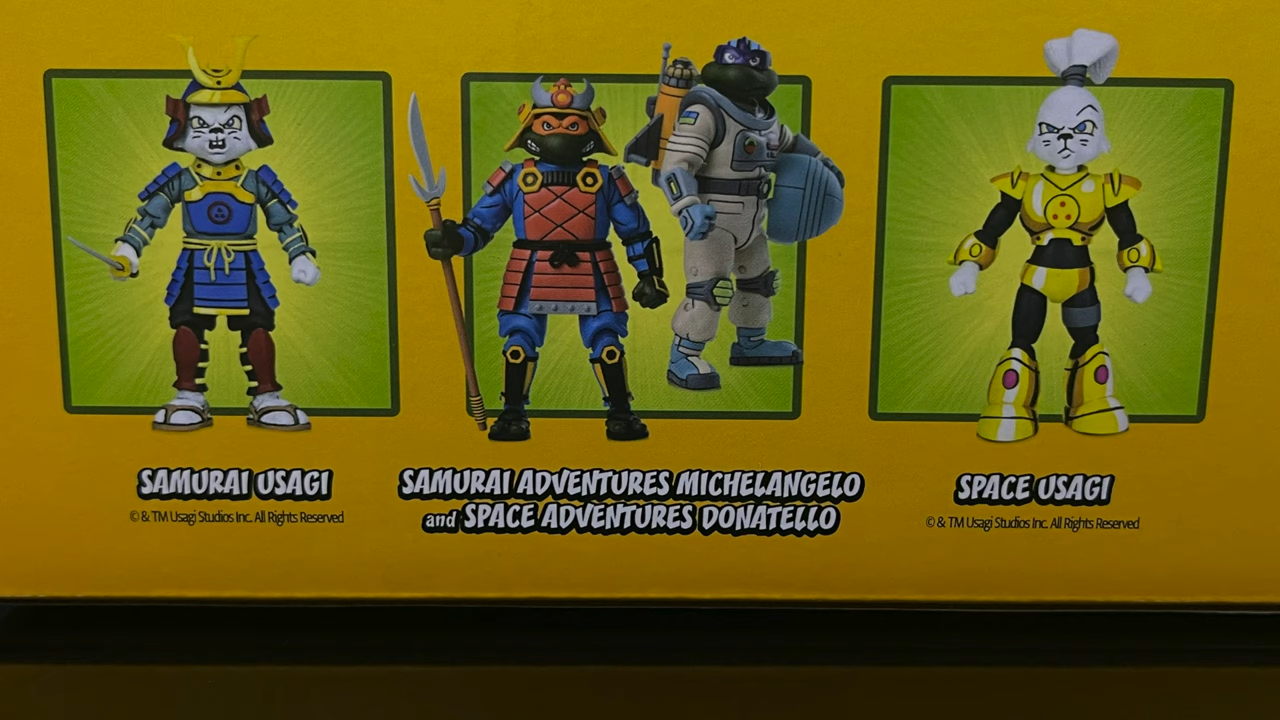 SAMURAI USAGI
© & TM Usagi Studios Inc. All Rights Reserved
SAMURAI ADVENTURES MICHELANGELO
and SPACE ADVENTURES DONATELLO
SPACE USAGI
© & TM Usagi Studios Inc. All Rights Reserved